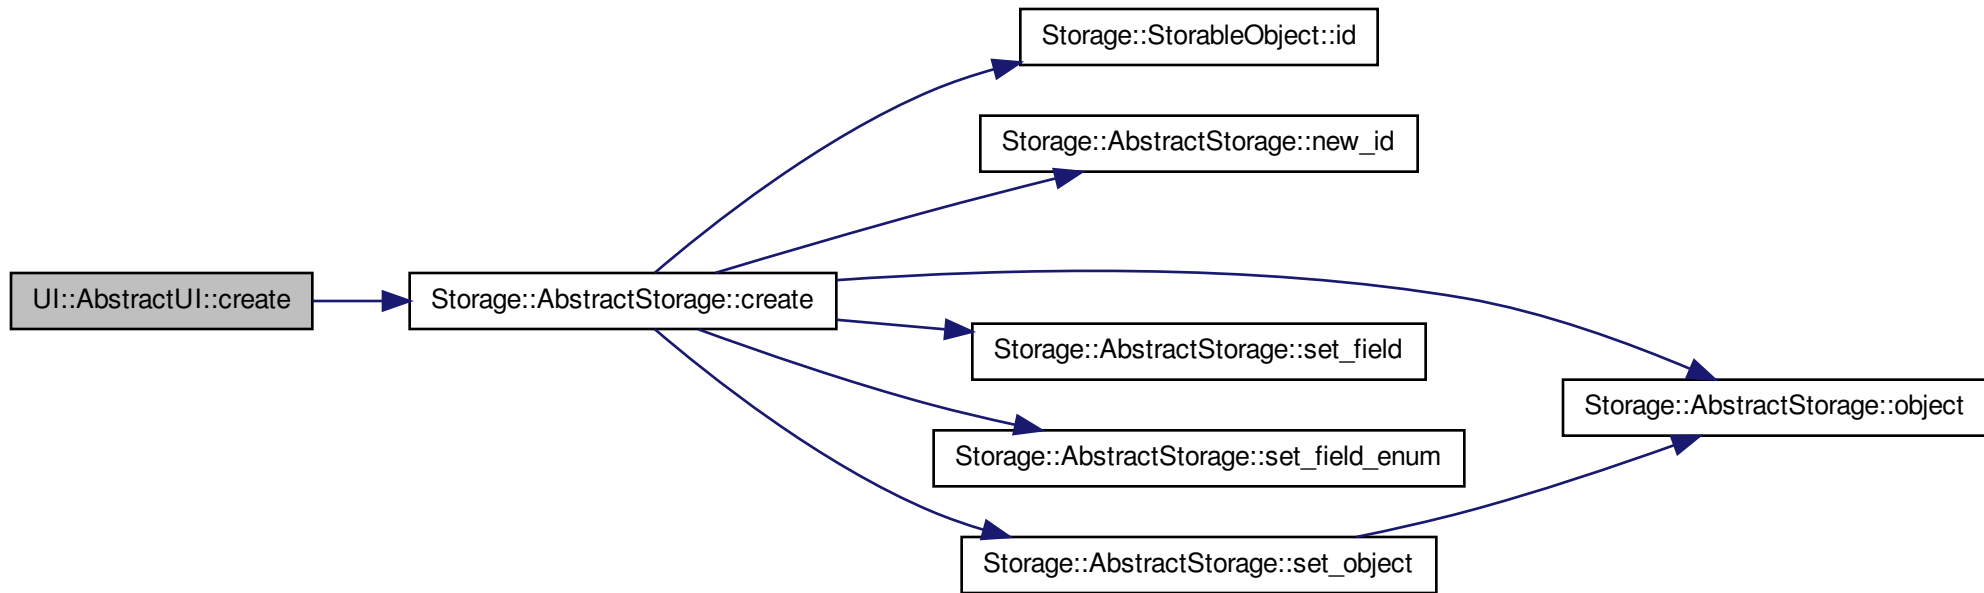 Storage::StorableObject::id
Storage::AbstractStorage::new_id
UI::AbstractUI::create
Storage::AbstractStorage::create
Storage::AbstractStorage::set_field
Storage::AbstractStorage::object
Storage::AbstractStorage::set_field_enum
Storage::AbstractStorage::set_object